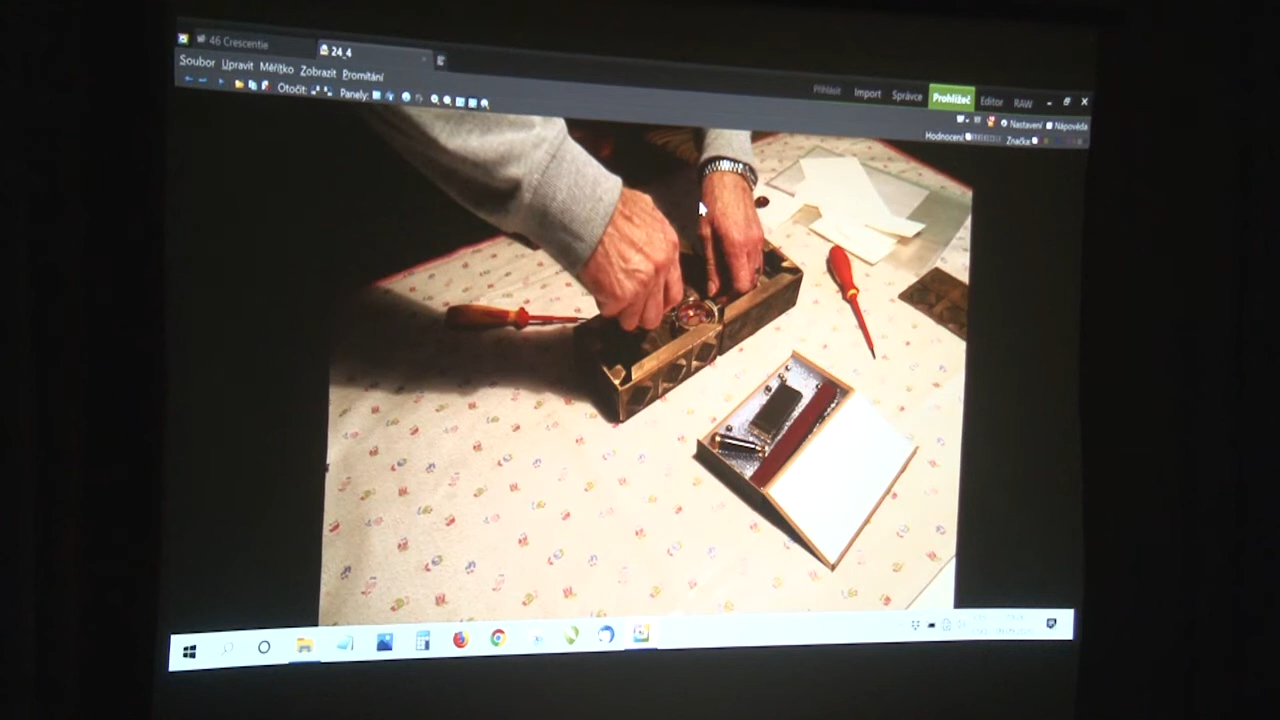 46 Crescentie
24_4
Soubor Upravit Měřítko Zobrazit Promítání
Otočit: Panely:
Přihlásit Import Správce Prohlížeč Editor RAW
Nastavení Nápověda
Hodnocení Značka